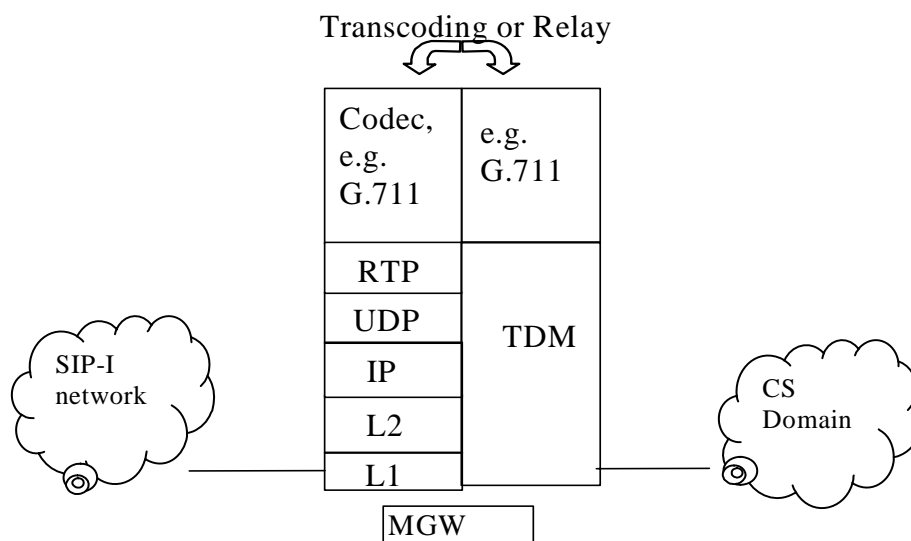 Transcoding or Relay
Codec,
e.g.
G.711
e.g.
G.711
RTP
UDP
IP
L2
L1
TDM
SIP-I
network
CS
Domain
MGW